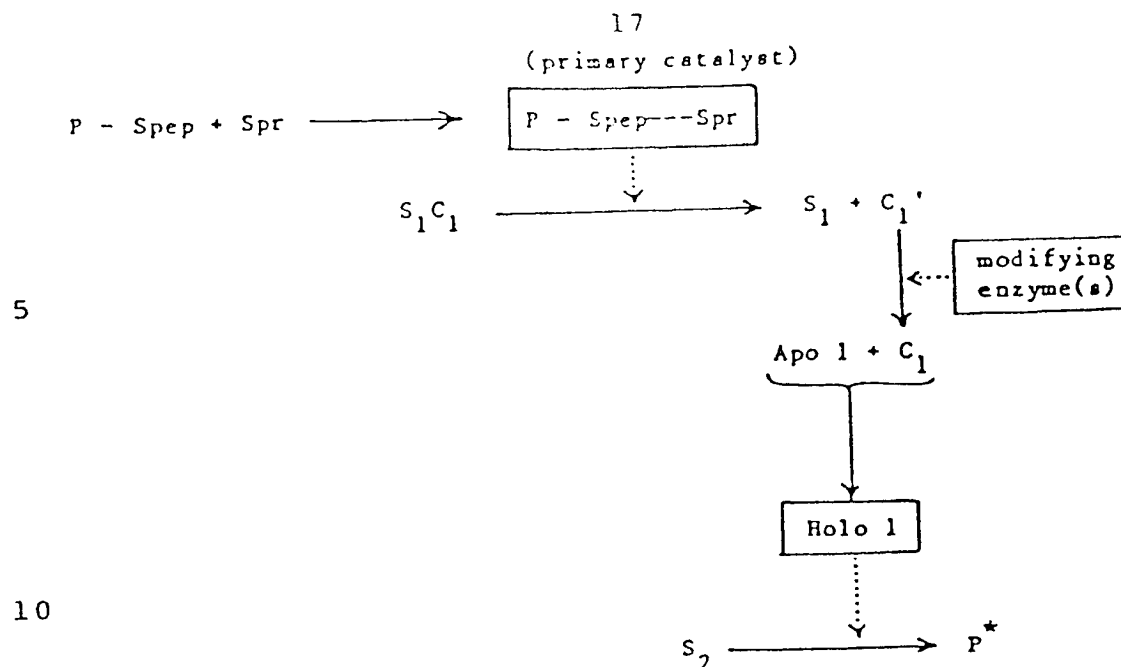 17
(primary catalyst)
P - Spep + Spr P - Spep---Spr
S₁C₁ S₁ + C₁'
modifying
5 enzyme(s)
Apo 1 + C₁
Holo 1
10
S₂ P*